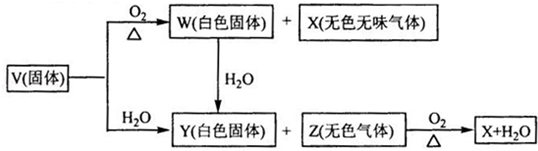 O₂
△
W(白色固体) + X(无色无味气体)
V(固体)
H₂O
H₂O
Y(白色固体) + Z(无色气体)
O₂
△
X+H₂O